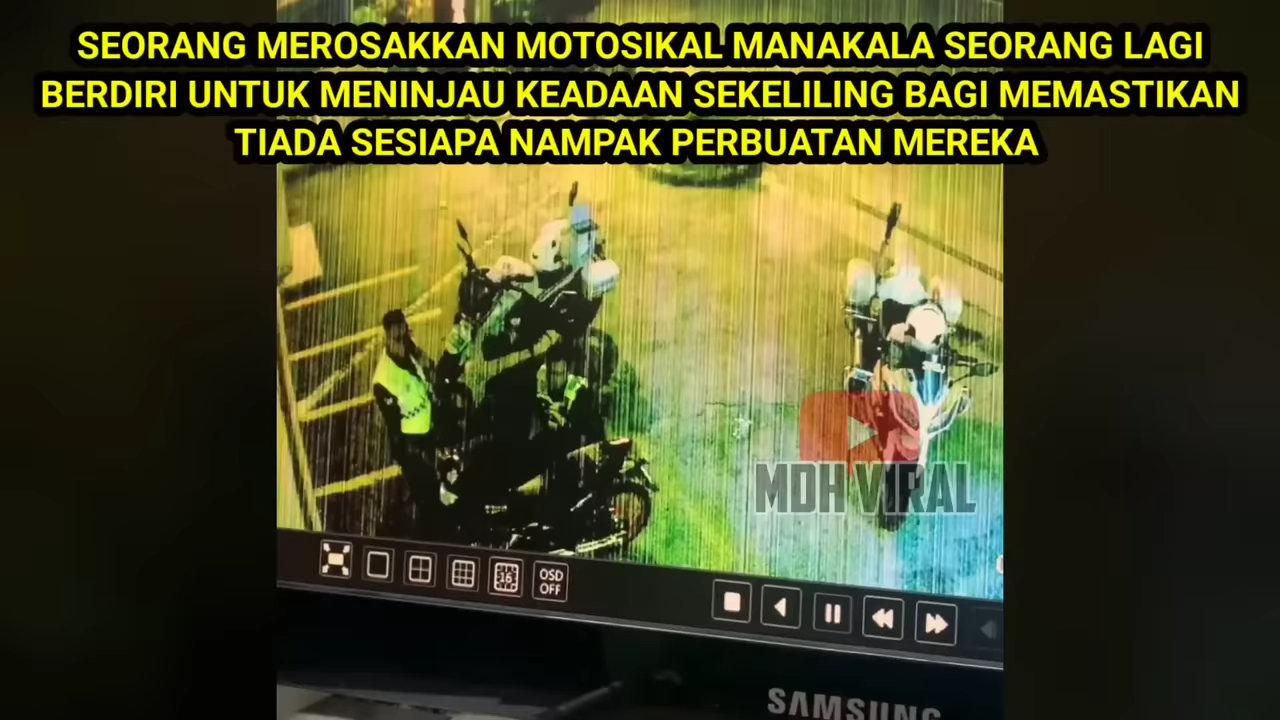 SEORANG MEROSAKKAN MOTOSIKAL MANAKALA SEORANG LAGI
BERDIRI UNTUK MENINJAU KEADAAN SEKELILING BAGI MEMASTIKAN
TIADA SESIAPA NAMPAK PERBUATAN MEREKA
MDH VIRAL
16
OSD
OFF
SAMSUNG